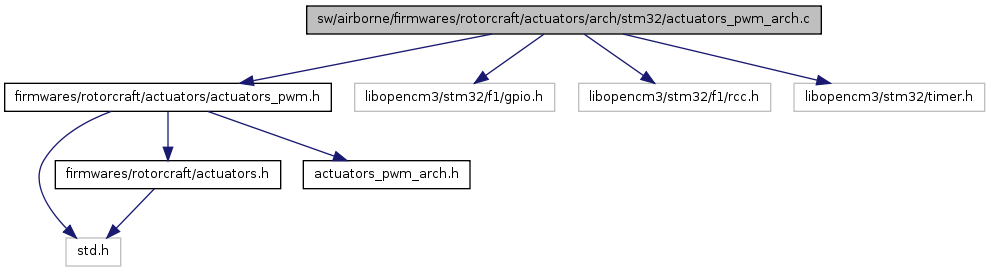 sw/airborne/firmwares/rotorcraft/actuators/arch/stm32/actuators_pwm_arch.c
firmwares/rotorcraft/actuators/actuators_pwm.h
libopencm3/stm32/f1/gpio.h
libopencm3/stm32/f1/rcc.h
libopencm3/stm32/timer.h
firmwares/rotorcraft/actuators.h
actuators_pwm_arch.h
std.h